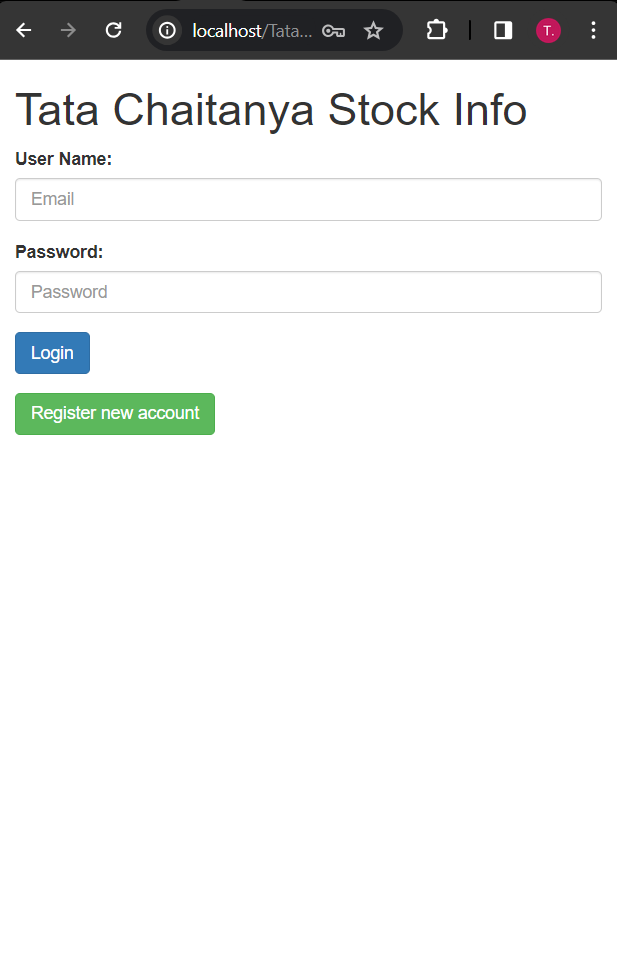 localhost/Tata...
T.
Tata Chaitanya Stock Info
User Name:
Email
Password:
Password
Login
Register new account